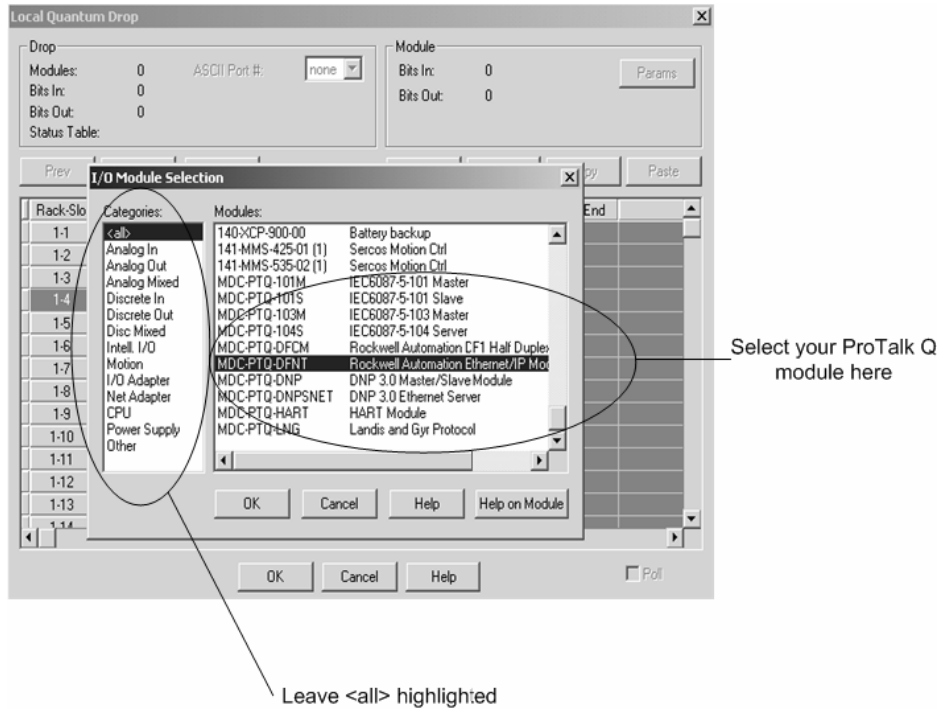 Local Quantum Drop
Drop
Modules: 0 ASCII Port #: none
Bits In: 0
Bits Out: 0
Status Table:
Module
Bits In: 0
Bits Out: 0
Params
Prev
Paste
I/O Module Selection
Rack-Slo
End
1-1
1-2
1-3
1-4
1-5
1-6
1-7
1-8
1-9
1-10
1-11
1-12
1-13
1-14
Categories:
<all>
Analog In
Analog Out
Analog Mixed
Discrete In
Discrete Out
Disc Mixed
Intell. I/O
Motion
I/O Adapter
Net Adapter
CPU
Power Supply
Other
Modules:
140-XCP-900-00 Battery backup
141-MMS-425-01 (1) Sercos Motion Ctrl
141-MMS-535-02 (1) Sercos Motion Ctrl
MDC-PTQ-101M IEC6087-5-101 Master
MDC-PTQ-101S IEC6087-5-101 Slave
MDC-PTQ-103M IEC6087-5-103 Master
MDC-PTQ-104S IEC6087-5-104 Server
MDC-PTQ-DFCM Rockwell Automation DF1 Half Duplex
MDC-PTQ-DFNT Rockwell Automation Ethernet/IP Mod
MDC-PTQ-DNP DNP 3.0 Master/Slave Module
MDC-PTQ-DNPSNET DNP 3.0 Ethernet Server
MDC-PTQ-HART HART Module
MDC-PTQ-LNG Landis and Gyr Protocol
OK Cancel Help Help on Module
OK Cancel Help Poll
Select your ProTalk Q
module here
Leave <all> highlighted